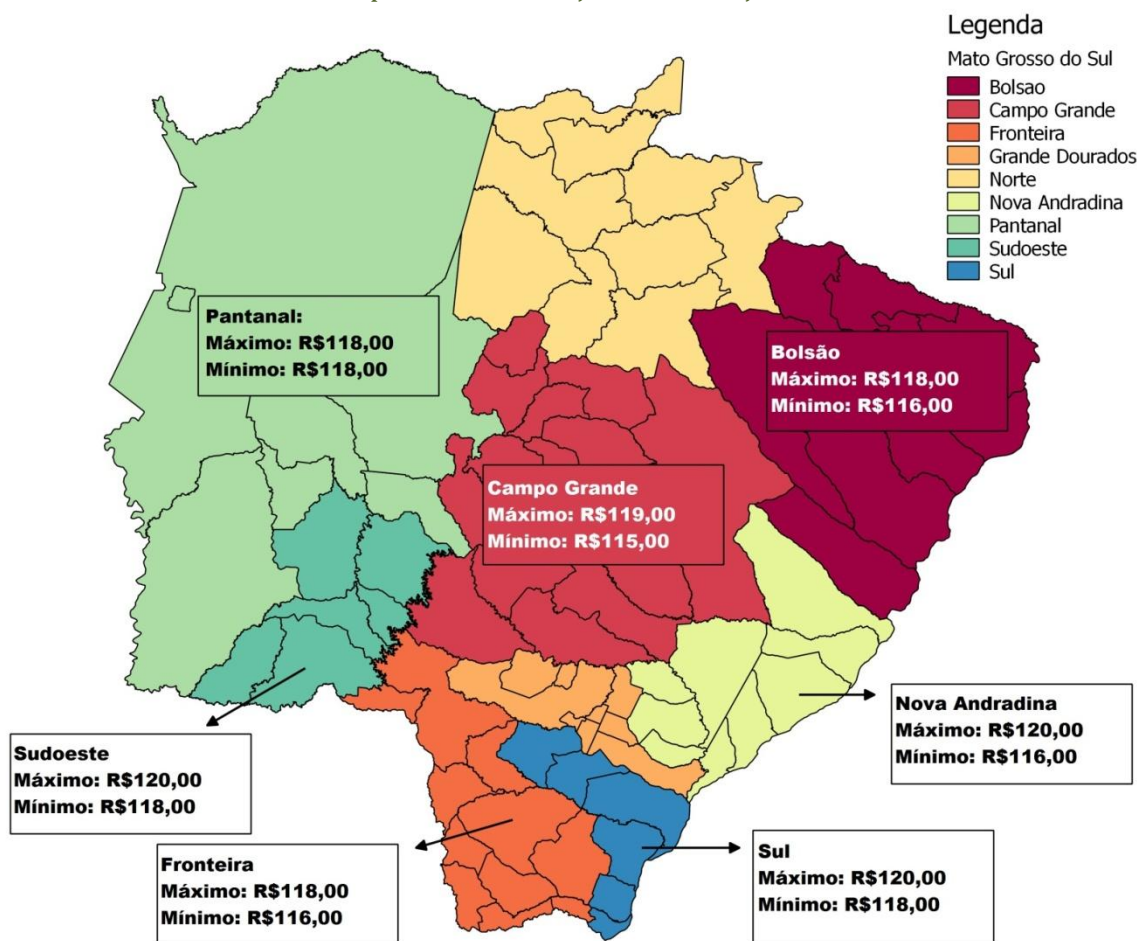 Legenda
Mato Grosso do Sul
Bolsao
Campo Grande
Fronteira
Grande Dourados
Norte
Nova Andradina
Pantanal
Sudoeste
Sul
Pantanal:
Máximo: R$118,00
Mínimo: R$118,00
Bolsão
Máximo: R$118,00
Mínimo: R$116,00
Campo Grande
Máximo: R$119,00
Mínimo: R$115,00
Nova Andradina
Máximo: R$120,00
Mínimo: R$116,00
Sudoeste
Máximo: R$120,00
Mínimo: R$118,00
Fronteira
Máximo: R$118,00
Mínimo: R$116,00
Sul
Máximo: R$120,00
Mínimo: R$118,00